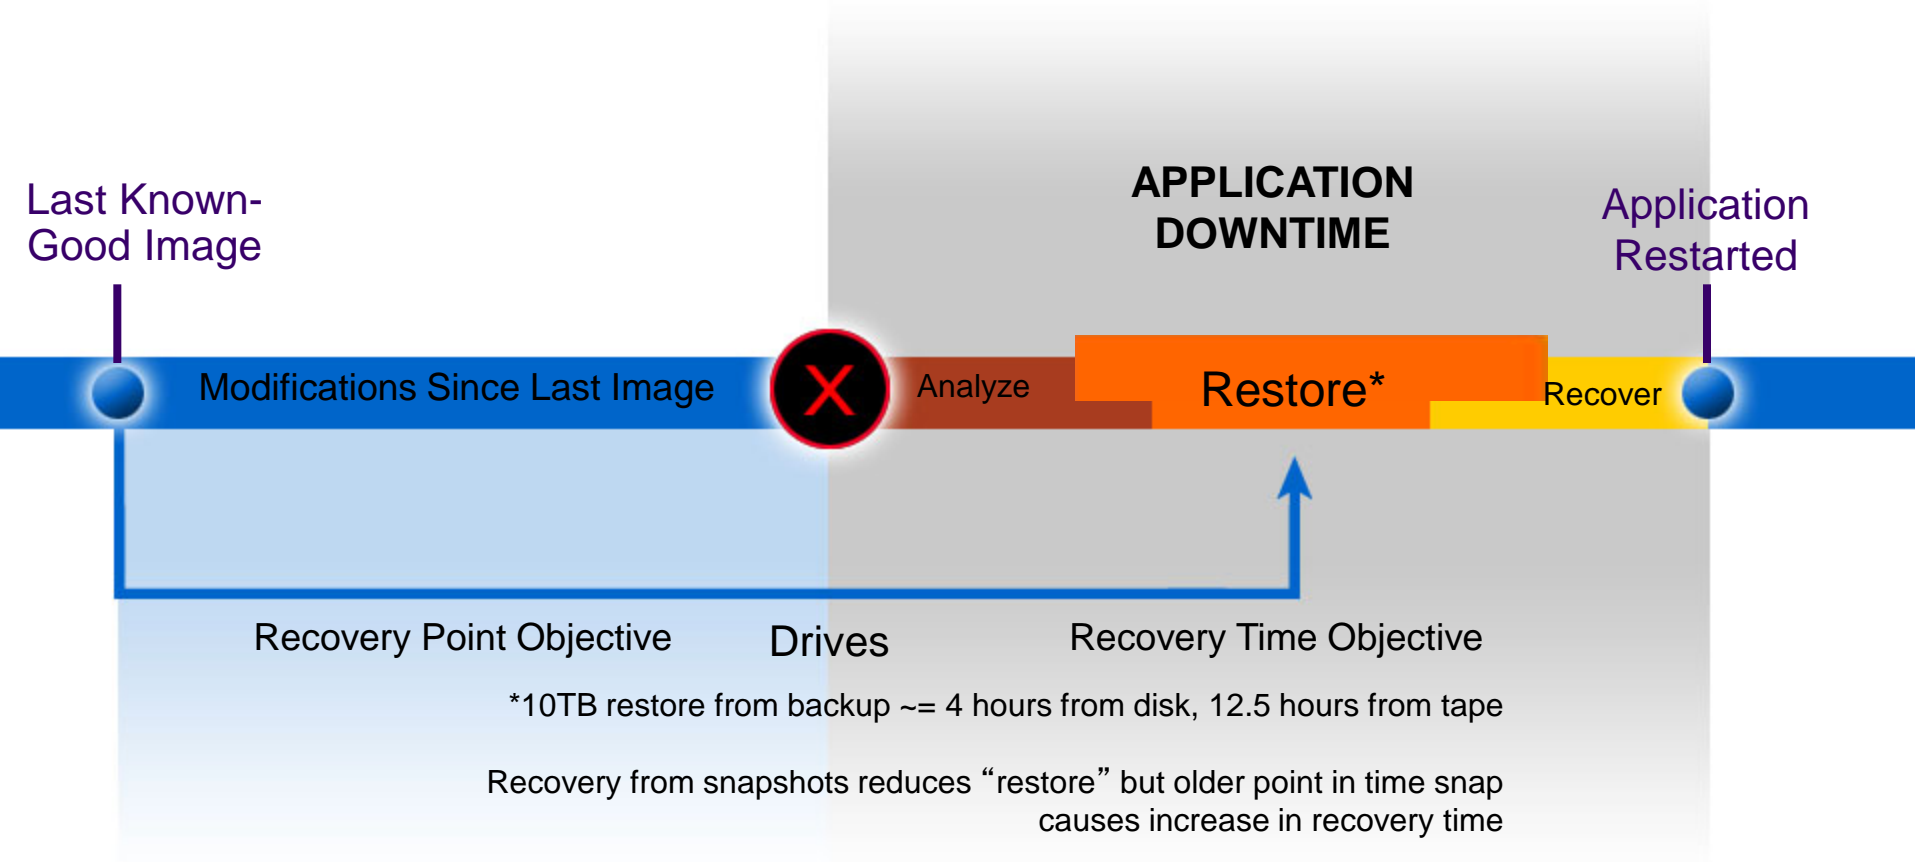 APPLICATION
DOWNTIME
Last Known-
Good Image
Application
Restarted
Modifications Since Last Image
X
Analyze
Restore*
Recover
Recovery Point Objective
Drives
Recovery Time Objective
*10TB restore from backup ~= 4 hours from disk, 12.5 hours from tape
Recovery from snapshots reduces “restore” but older point in time snap
causes increase in recovery time